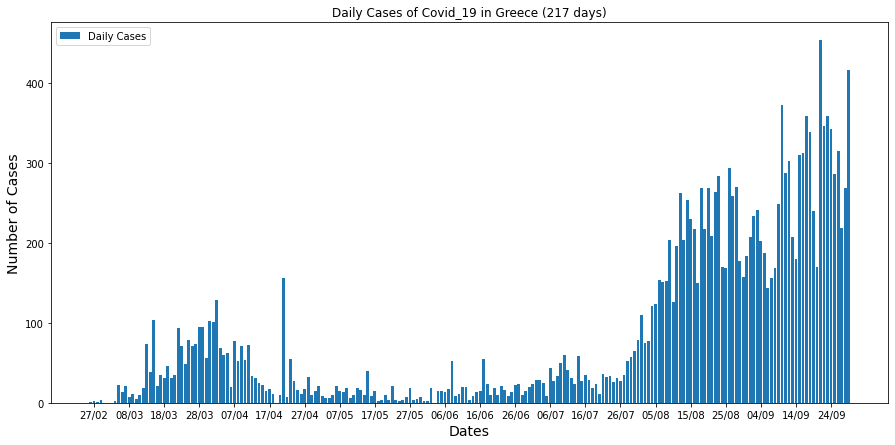 Daily Cases of Covid_19 in Greece (217 days)
Daily Cases
Number of Cases
400
300
200
100
0
27/02 08/03 18/03 28/03 07/04 17/04 27/04 07/05 17/05 27/05 06/06 16/06 26/06 06/07 16/07 26/07 05/08 15/08 25/08 04/09 14/09 24/09
Dates